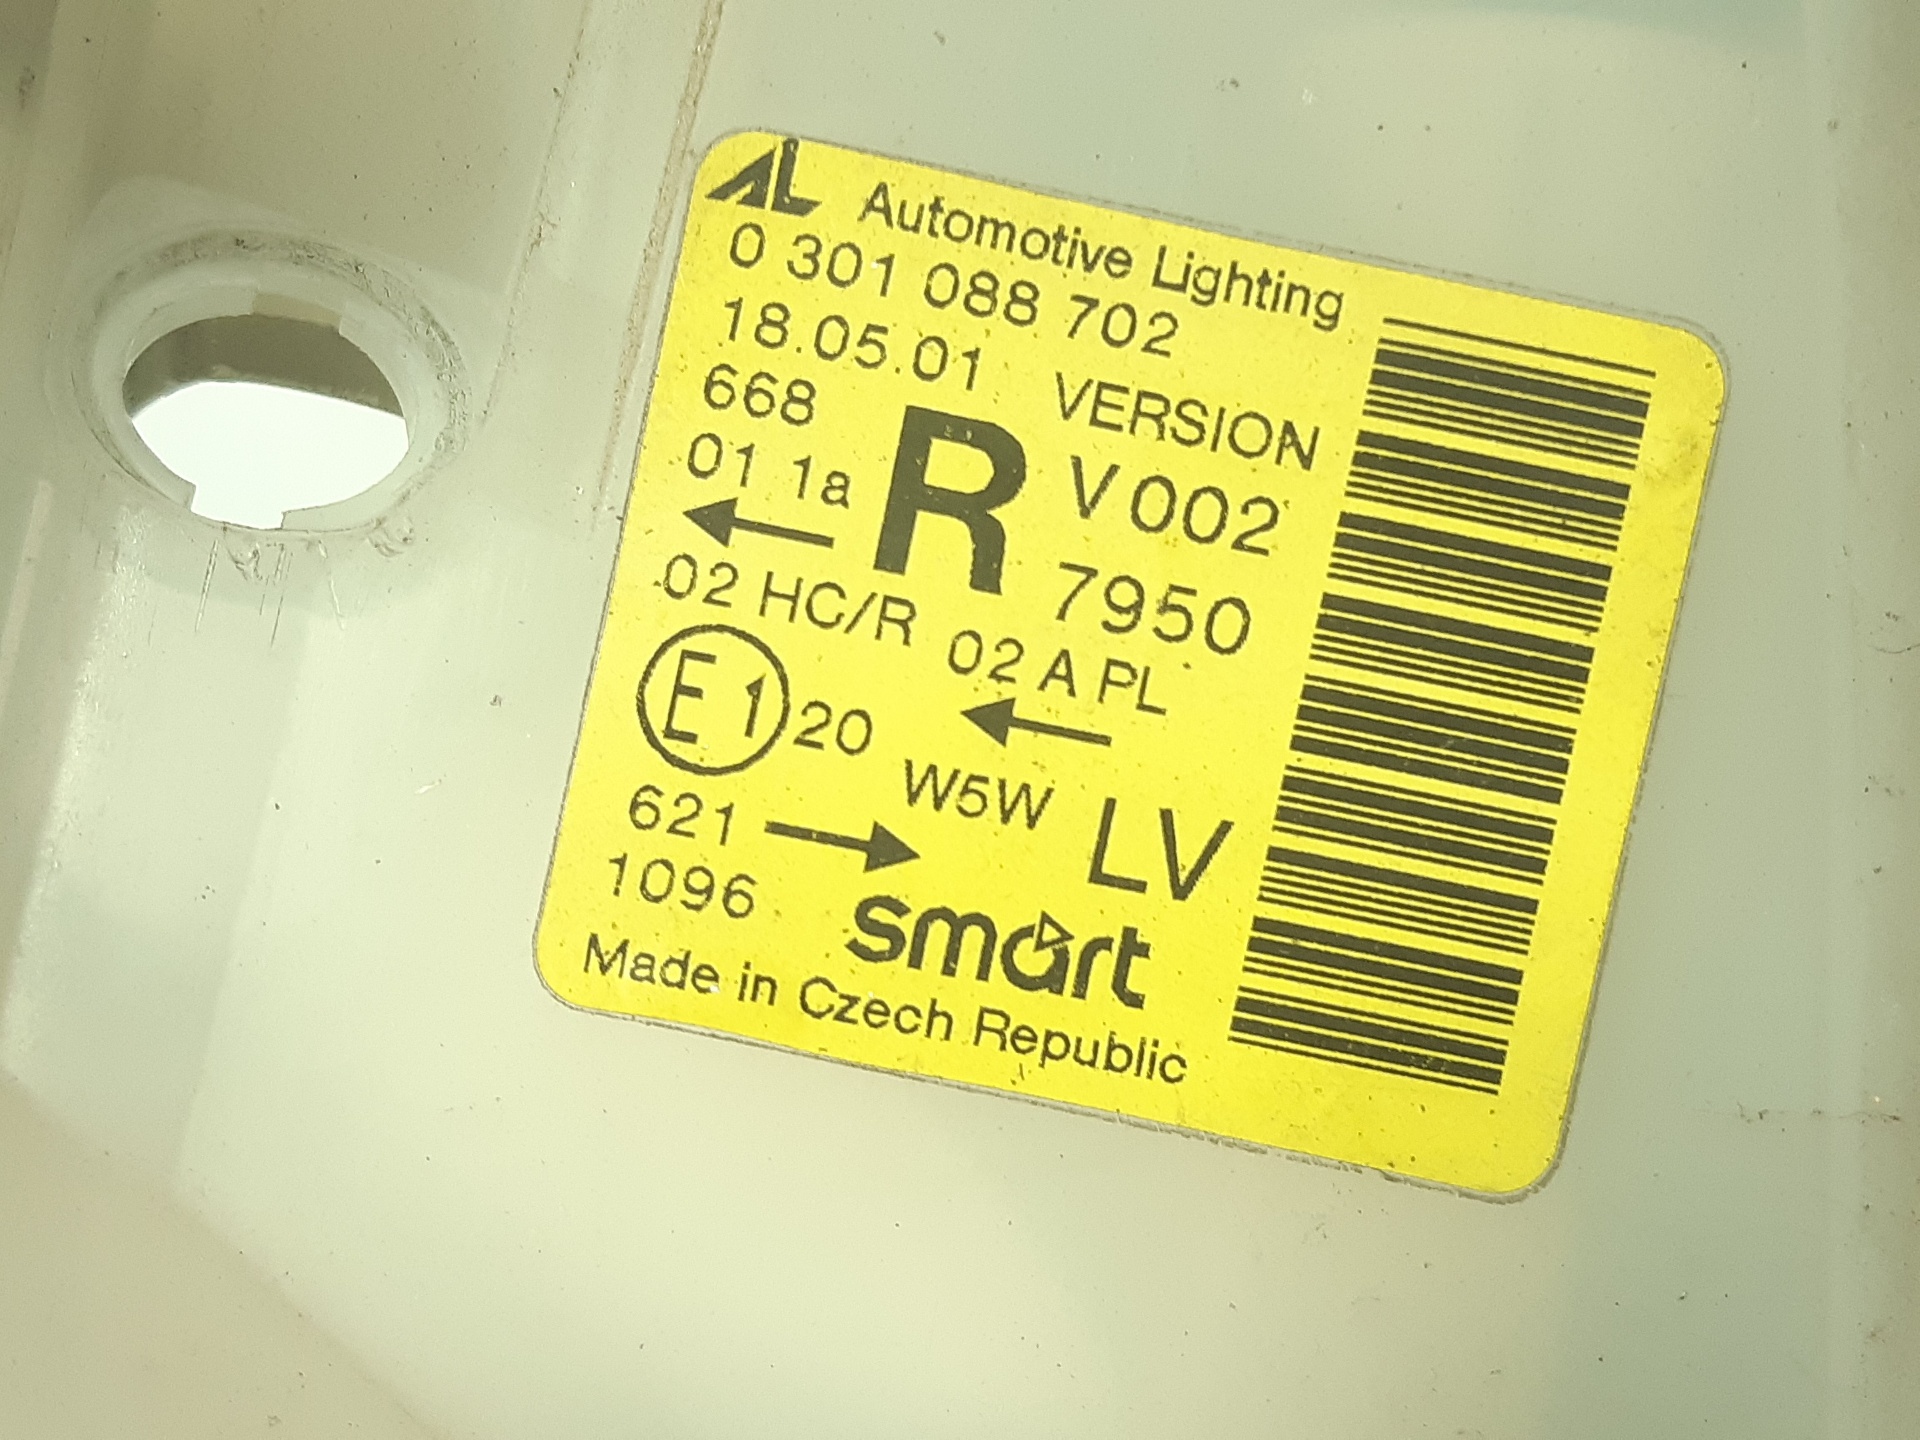 AL Automotive Lighting
0 301 088 702
18.05.01 VERSION
668 R V002
01 1a 7950
02 HC/R 02 A PL
E1 20
W5W LV
621
1096 smart
Made in Czech Republic